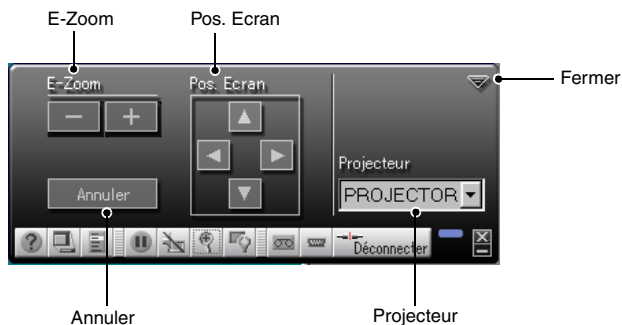 E-Zoom
Pos. Ecran
Fermer
E-Zoom
Pos. Ecran
Projecteur
Annuler
PROJECTOR
Déconnecter
Annuler
Projecteur